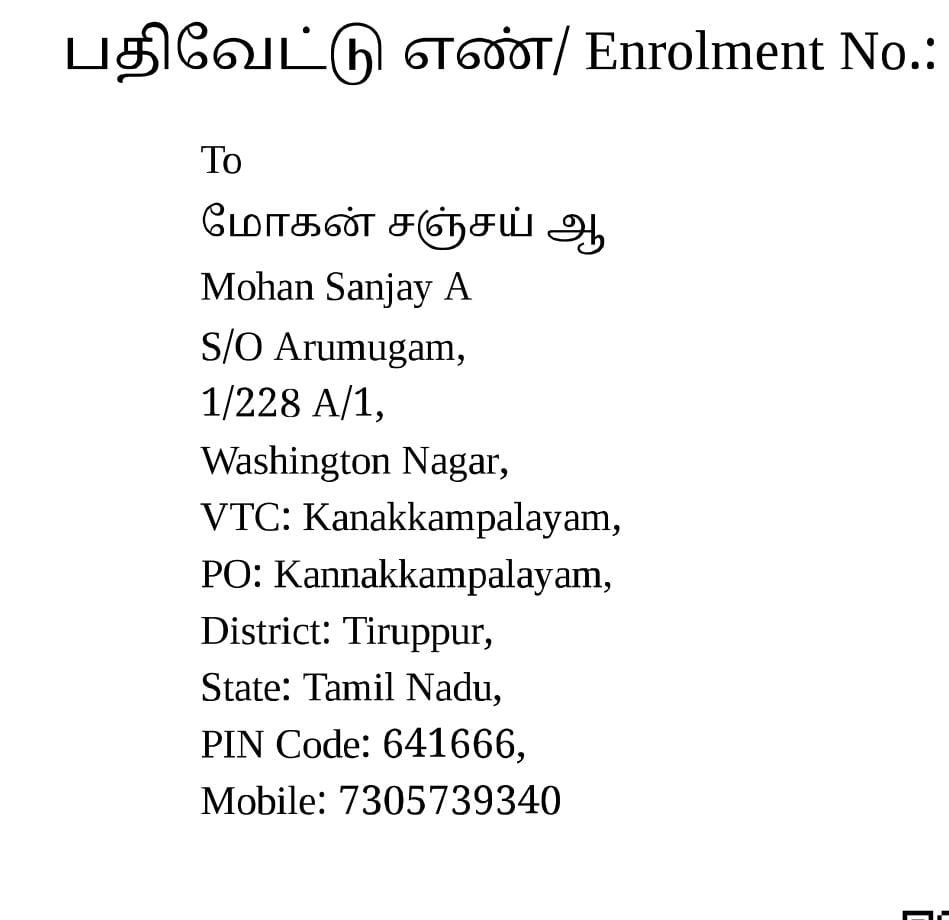 பதிவேட்டு எண்/ Enrolment No.:
To
மோகன் சஞ்சய் ஆ
Mohan Sanjay A
S/O Arumugam,
1/228 A/1,
Washington Nagar,
VTC: Kanakkampalayam,
PO: Kannakkampalayam,
District: Tiruppur,
State: Tamil Nadu,
PIN Code: 641666,
Mobile: 7305739340